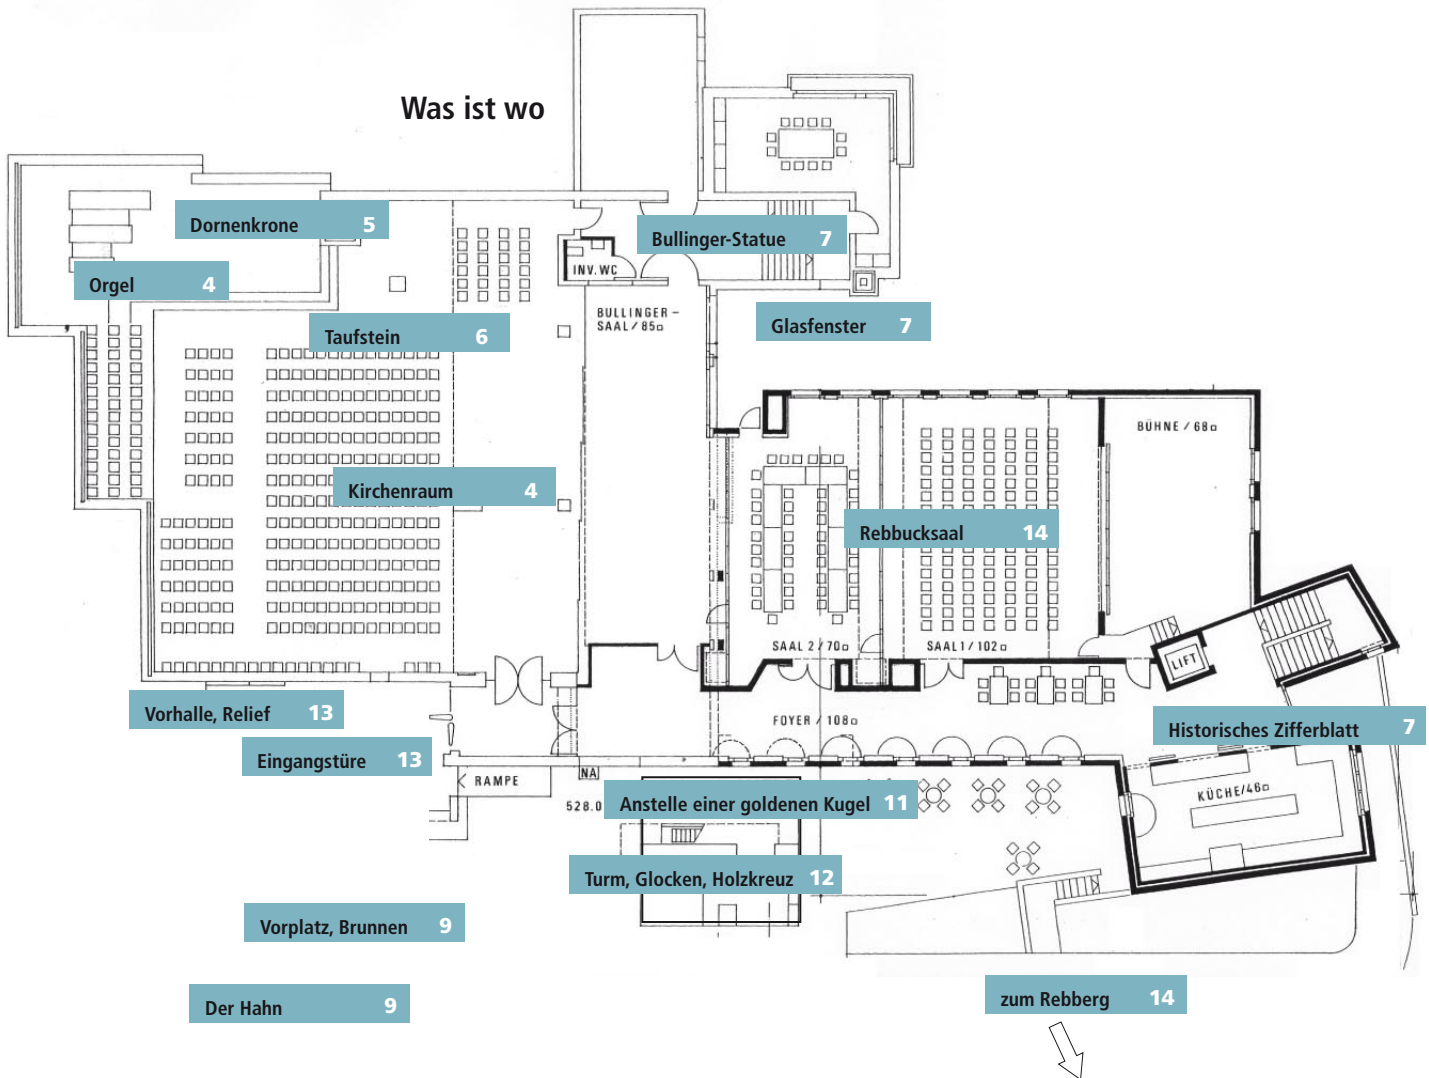 Was ist wo
Dornenkrone 5
Bullinger-Statue 7
INV. WC
Orgel 4
BULLINGER-
SAAL / 85□
Glasfenster 7
Taufstein 6
BÜHNE / 68□
Kirchenraum 4
Rebbucksaal 14
SAAL 2 / 70□
SAAL 1 / 102□
LIFT
Vorhalle, Relief 13
FOYER / 108□
Historisches Zifferblatt 7
Eingangstüre 13
RAMPE
NA
528.0
Anstelle einer goldenen Kugel 11
KÜCHE/46□
Turm, Glocken, Holzkreuz 12
Vorplatz, Brunnen 9
Der Hahn 9
zum Rebberg 14